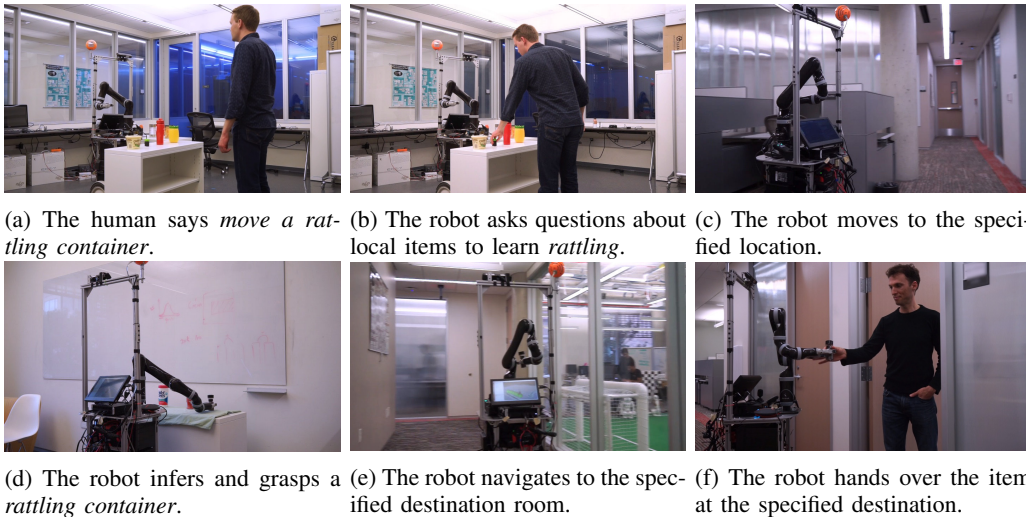 (a) The human says move a rat-
tling container.
(b) The robot asks questions about
local items to learn rattling.
(c) The robot moves to the speci-
fied location.
(d) The robot infers and grasps a
rattling container.
(e) The robot navigates to the spec-
ified destination room.
(f) The robot hands over the item
at the specified destination.